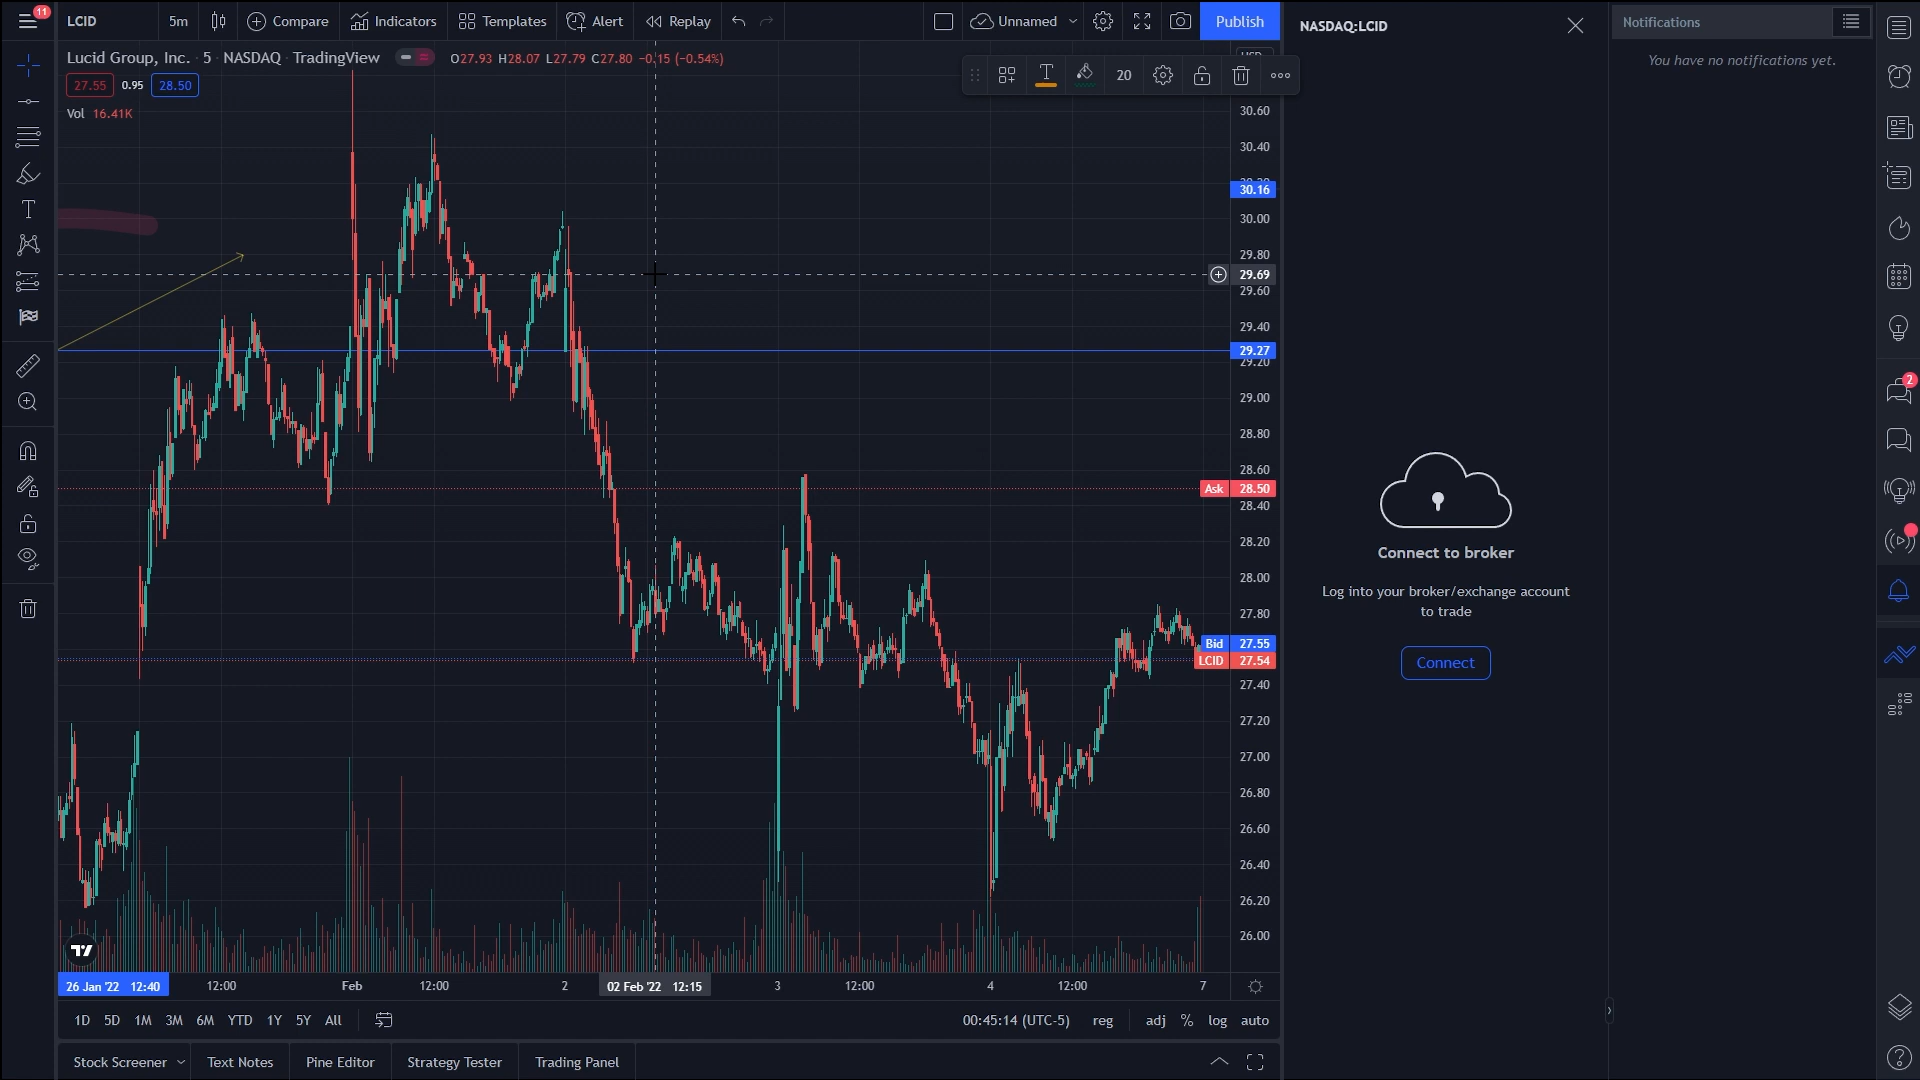 11
LCID
5m
Compare
Indicators
Templates
Alert
Replay
Unnamed
Publish
NASDAQ:LCID
Notifications
Lucid Group, Inc. · 5 · NASDAQ · TradingView
O27.93 H28.07 L27.79 C27.80 −0.15 (−0.54%)
You have no notifications yet.
27.55 0.95 28.50
20
Vol 16.41K
30.60
30.40
30.16
30.00
29.80
29.69
29.60
29.40
29.27
29.20
29.00
28.80
28.60
Ask 28.50
28.40
28.20
28.00
27.80
Bid 27.55
LCID 27.54
27.40
27.20
27.00
26.80
26.60
26.40
26.20
26.00
2
Connect to broker
Log into your broker/exchange account
to trade
Connect
26 Jan '22 12:40
12:00
Feb
12:00
2
02 Feb '22 12:15
3
12:00
4
12:00
7
1D 5D 1M 3M 6M YTD 1Y 5Y All
00:45:14 (UTC-5)
reg
adj % log auto
Stock Screener
Text Notes
Pine Editor
Strategy Tester
Trading Panel